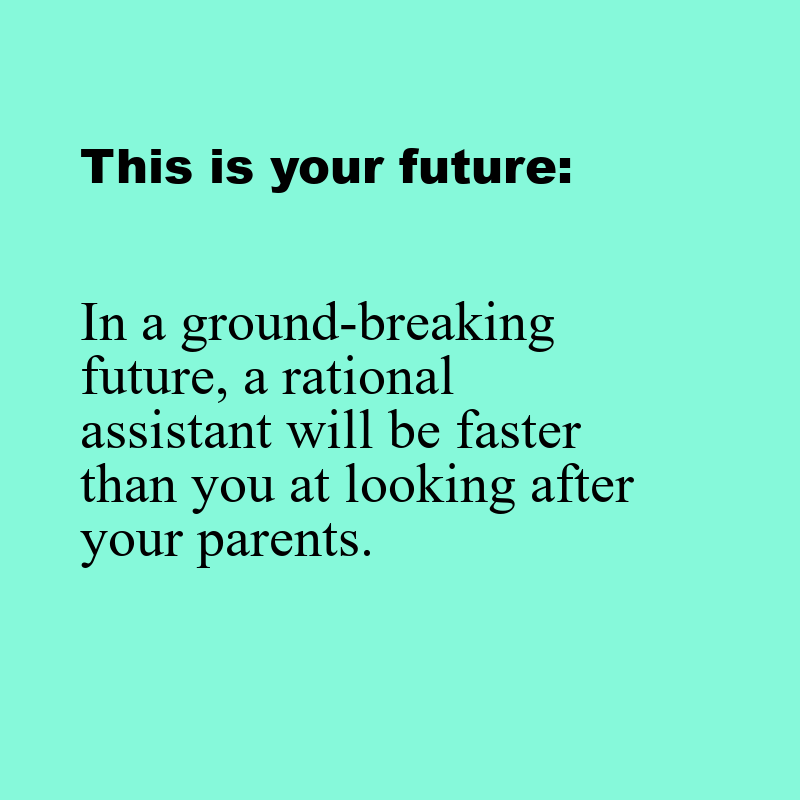 This is your future:
In a ground-breaking
future, a rational
assistant will be faster
than you at looking after
your parents.